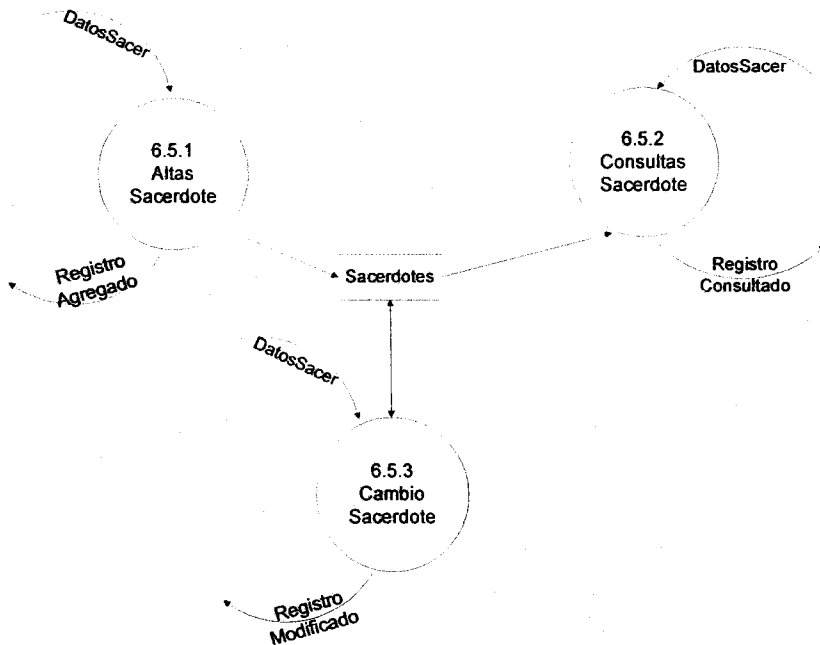 DatosSacer
6.5.1
Altas
Sacerdote
Registro
Agregado
DatosSacer
6.5.2
Consultas
Sacerdote
Registro
Consultado
Sacerdotes
DatosSacer
6.5.3
Cambio
Sacerdote
Registro
Modificado